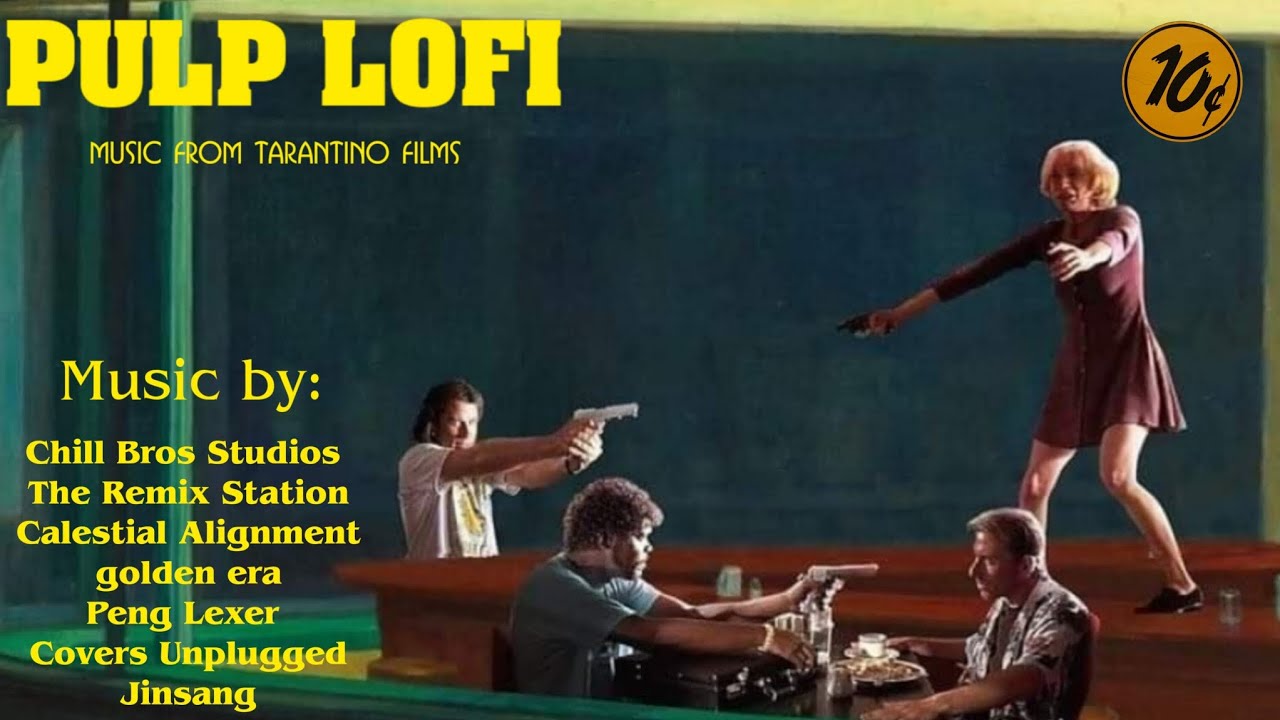 PULP LOFI
MUSIC FROM TARANTINO FILMS
10¢
Music by:
Chill Bros Studios
The Remix Station
Calestial Alignment
golden era
Peng Lexer
Covers Unplugged
Jinsang